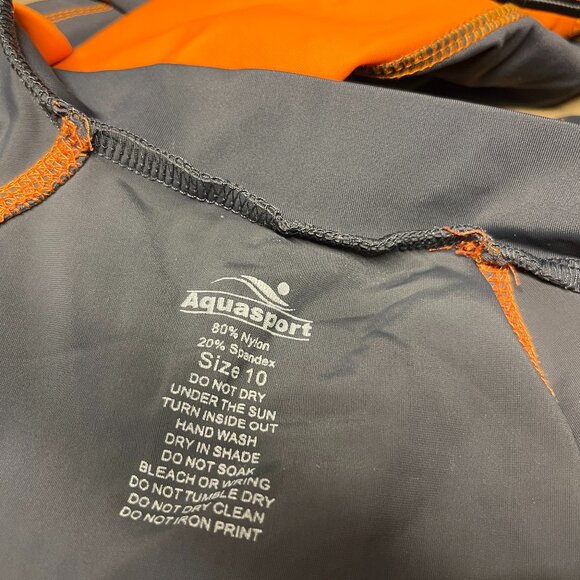 Aquasport
80% Nylon
20% Spandex
Size 10
DO NOT DRY
UNDER THE SUN
TURN INSIDE OUT
HAND WASH
DRY IN SHADE
DO NOT SOAK
BLEACH OR WRING
DO NOT TUMBLE DRY
DO NOT DRY CLEAN
DO NOT IRON PRINT